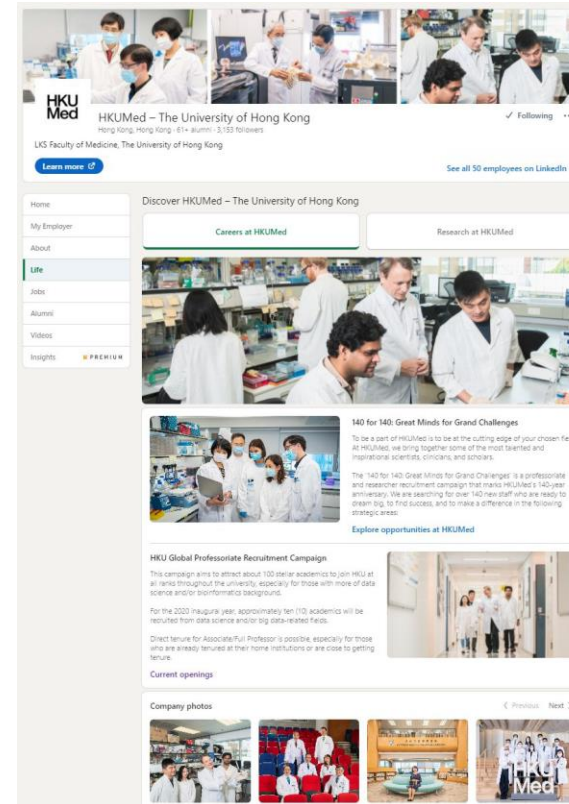 HKU
Med
HKUMed – The University of Hong Kong
✓ Following
Hong Kong, Hong Kong · 61+ alumni · 3,153 followers
LKS Faculty of Medicine, The University of Hong Kong
Learn more
See all 50 employees on LinkedIn
Home
My Employer
About
Life
Jobs
Alumni
Videos
Insights
PREMIUM
Discover HKUMed – The University of Hong Kong
Careers at HKUMed
Research at HKUMed
140 for 140: Great Minds for Grand Challenges
To be a part of HKUMed is to be at the cutting edge of your chosen fie
At HKUMed, we bring together some of the most talented and
inspirational scientists, clinicians, and scholars.
The '140 for 140: Great Minds for Grand Challenges' is a professoriate
and researcher recruitment campaign that marks HKUMed's 140-year
anniversary. We are searching for over 140 new staff who are ready to
dream big, to find success, and to make a difference in the following
strategic areas:
Explore opportunities at HKUMed
HKU Global Professoriate Recruitment Campaign
This campaign aims to attract about 100 stellar academics to join HKU at
all ranks throughout the university, especially for those with more of data
science and/or bioinformatics background.
For the 2020 inaugural year, approximately ten (10) academics will be
recruited from data science and/or big data-related fields.
Direct tenure for Associate/Full Professor is possible, especially for those
who are already tenured at their home institutions or are close to getting
tenure.
Current openings
Company photos
Previous
Next
HKU
Med